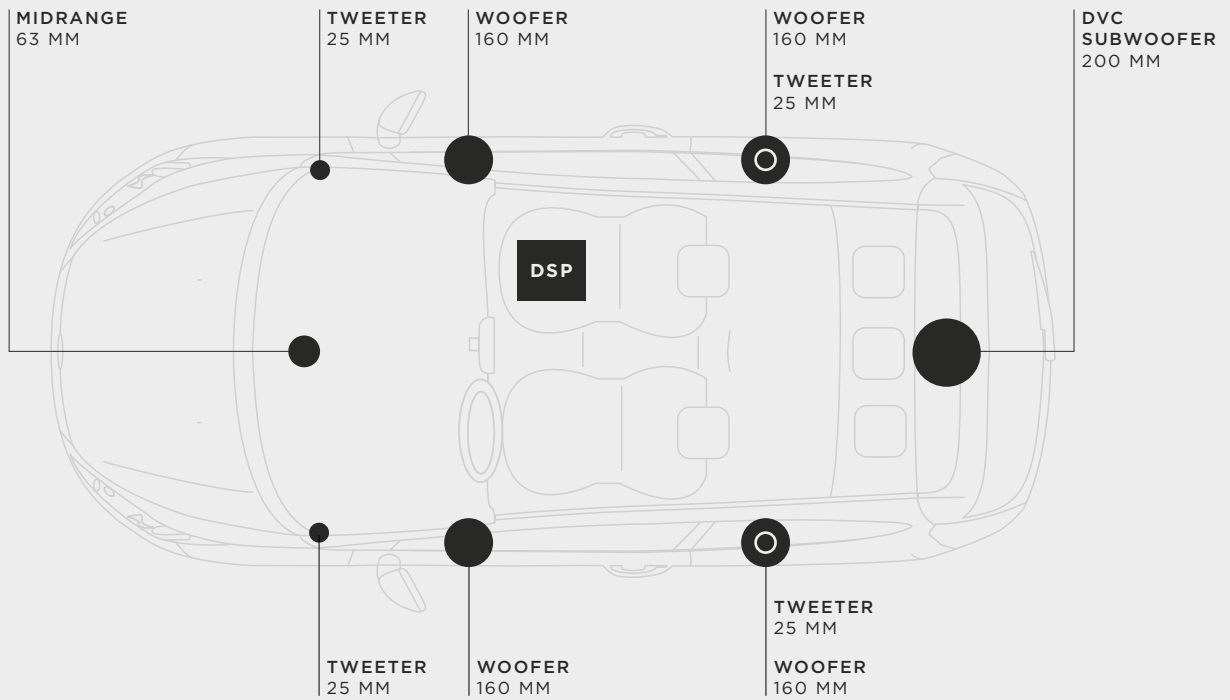 MIDRANGE
63 MM
TWEETER
25 MM
WOOFER
160 MM
WOOFER
160 MM
TWEETER
25 MM
DVC
SUBWOOFER
200 MM
DSP
TWEETER
25 MM
WOOFER
160 MM
TWEETER
25 MM
WOOFER
160 MM